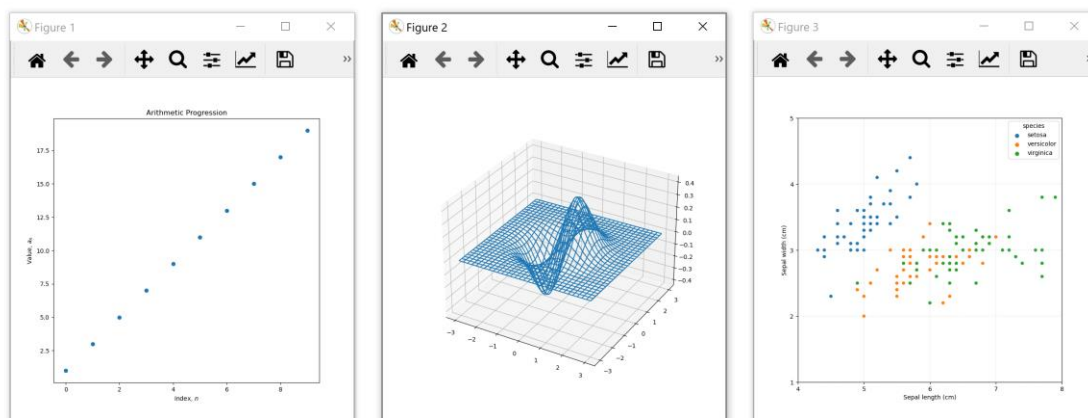 Figure 1
Figure 2
Figure 3
»
»
Arithmetic Progression
17.5
15.0
12.5
10.0
7.5
5.0
2.5
Value, aₙ
0 2 4 6 8
Index, n
0.4
0.3
0.2
0.1
0.0
−0.1
−0.2
−0.3
−0.4
−3 −2 −1 0 1 2 3
−3 −2 −1 0 1 2 3
species
setosa
versicolor
virginica
5
4
3
2
1
Sepal width (cm)
4 5 6 7 8
Sepal length (cm)